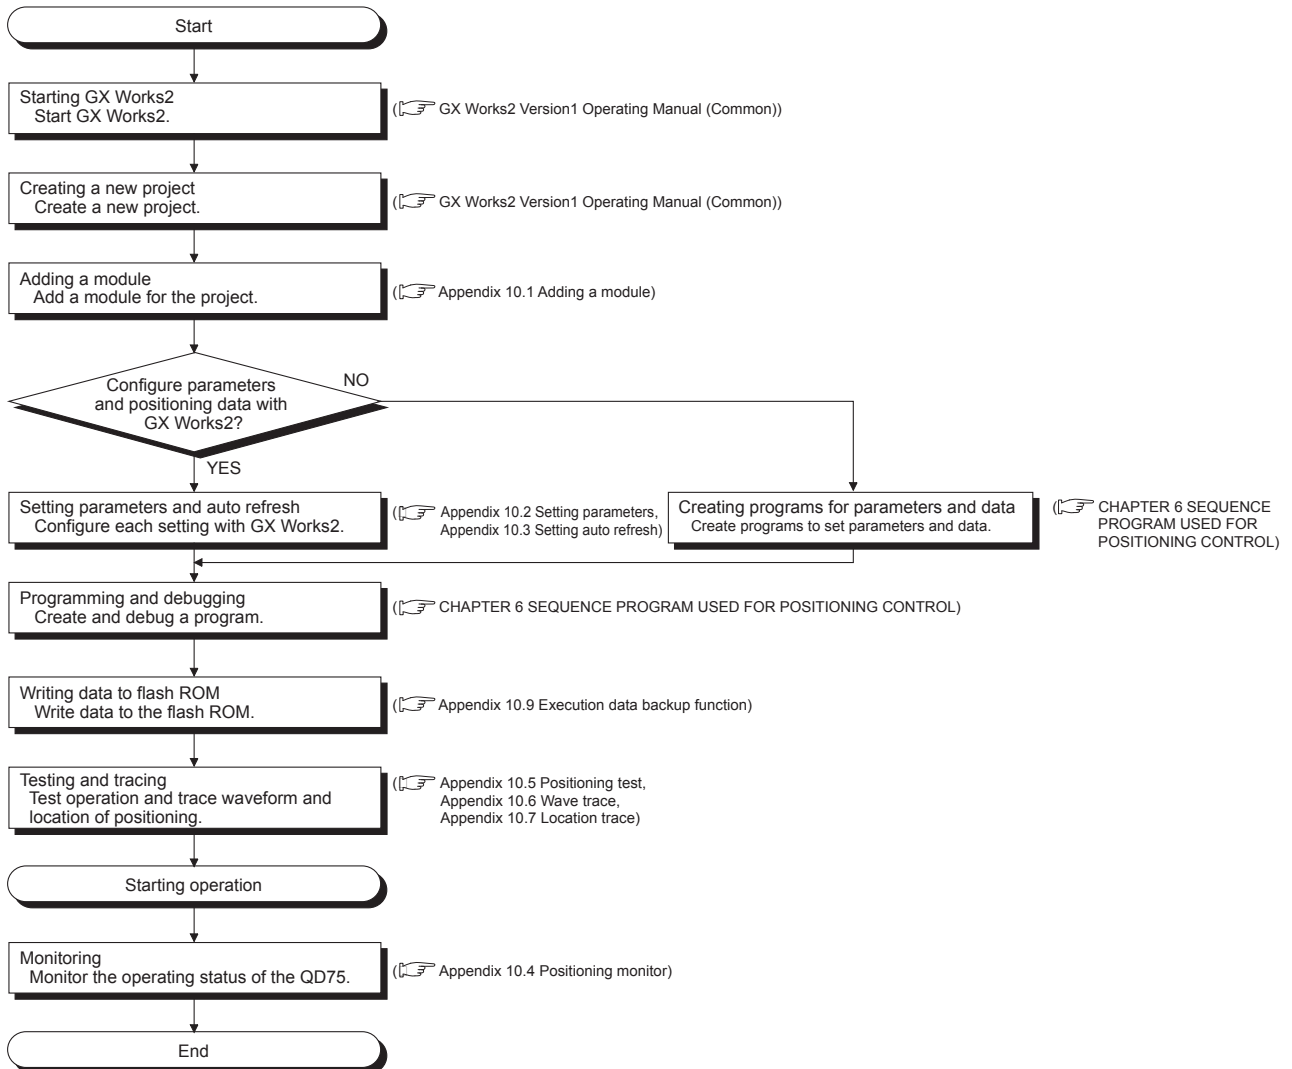 Start
Starting GX Works2
Start GX Works2.
( GX Works2 Version1 Operating Manual (Common))
Creating a new project
Create a new project.
( GX Works2 Version1 Operating Manual (Common))
Adding a module
Add a module for the project.
( Appendix 10.1 Adding a module)
Configure parameters
and positioning data with
GX Works2?
NO
YES
Setting parameters and auto refresh
Configure each setting with GX Works2.
( Appendix 10.2 Setting parameters,
Appendix 10.3 Setting auto refresh)
Creating programs for parameters and data
Create programs to set parameters and data.
( CHAPTER 6 SEQUENCE
PROGRAM USED FOR
POSITIONING CONTROL)
Programming and debugging
Create and debug a program.
( CHAPTER 6 SEQUENCE PROGRAM USED FOR POSITIONING CONTROL)
Writing data to flash ROM
Write data to the flash ROM.
( Appendix 10.9 Execution data backup function)
Testing and tracing
Test operation and trace waveform and
location of positioning.
( Appendix 10.5 Positioning test,
Appendix 10.6 Wave trace,
Appendix 10.7 Location trace)
Starting operation
Monitoring
Monitor the operating status of the QD75.
( Appendix 10.4 Positioning monitor)
End